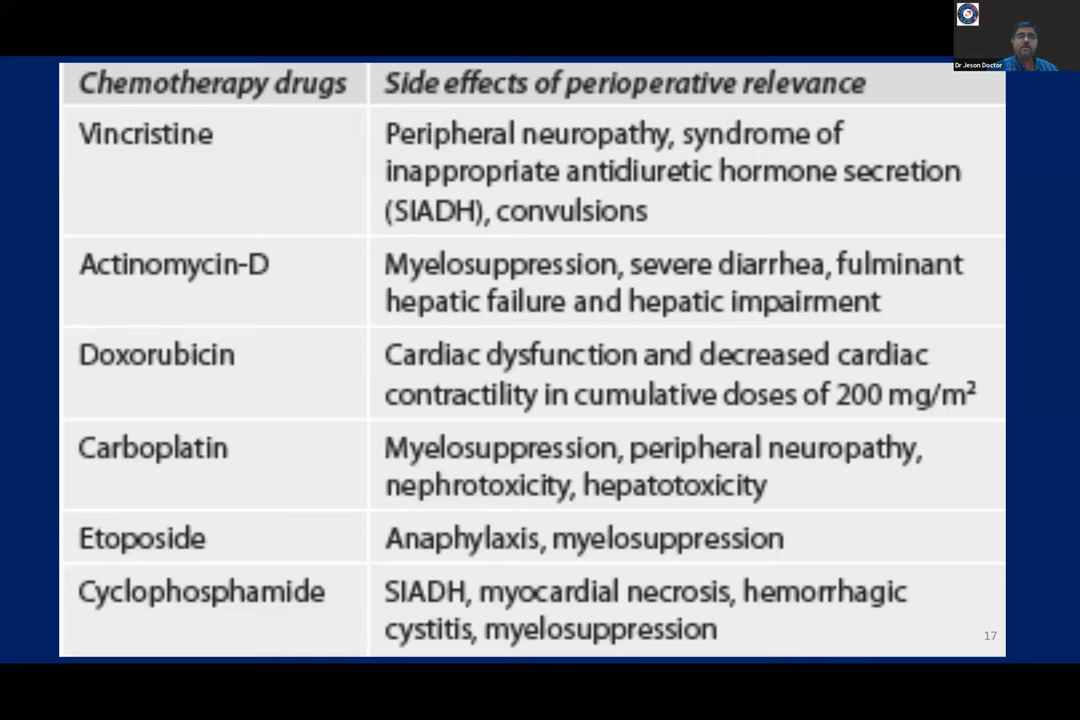 Dr Jeson Doctor
Chemotherapy drugs Side effects of perioperative relevance
Vincristine Peripheral neuropathy, syndrome of
inappropriate antidiuretic hormone secretion
(SIADH), convulsions
Actinomycin-D Myelosuppression, severe diarrhea, fulminant
hepatic failure and hepatic impairment
Doxorubicin Cardiac dysfunction and decreased cardiac
contractility in cumulative doses of 200 mg/m²
Carboplatin Myelosuppression, peripheral neuropathy,
nephrotoxicity, hepatotoxicity
Etoposide Anaphylaxis, myelosuppression
Cyclophosphamide SIADH, myocardial necrosis, hemorrhagic
cystitis, myelosuppression
17